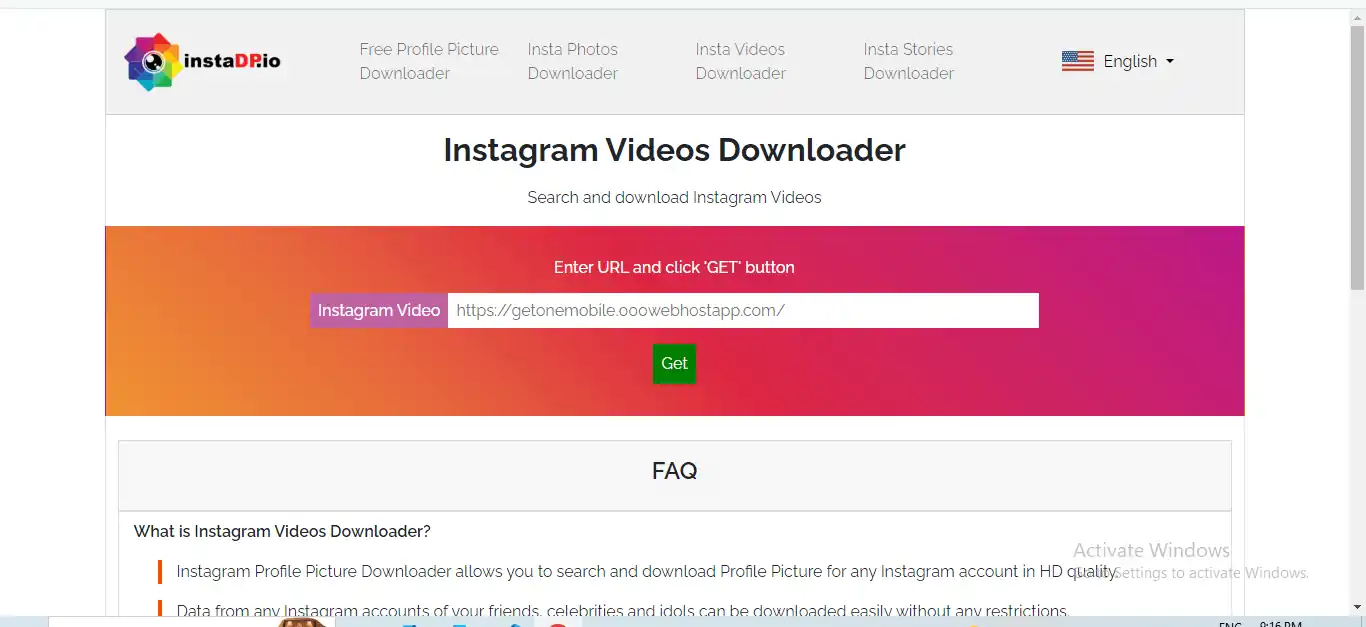 instaDP.io
Free Profile Picture Downloader
Insta Photos Downloader
Insta Videos Downloader
Insta Stories Downloader
English
Instagram Videos Downloader
Search and download Instagram Videos
Enter URL and click 'GET' button
Instagram Video
https://getonemobile.000webhostapp.com/
Get
FAQ
What is Instagram Videos Downloader?
Instagram Profile Picture Downloader allows you to search and download Profile Picture for any Instagram account in HD quality.
Activate Windows
Settings to activate Windows.
Data from any Instagram accounts of your friends, celebrities and idols can be downloaded easily without any restrictions.
ENG
9:16 PM